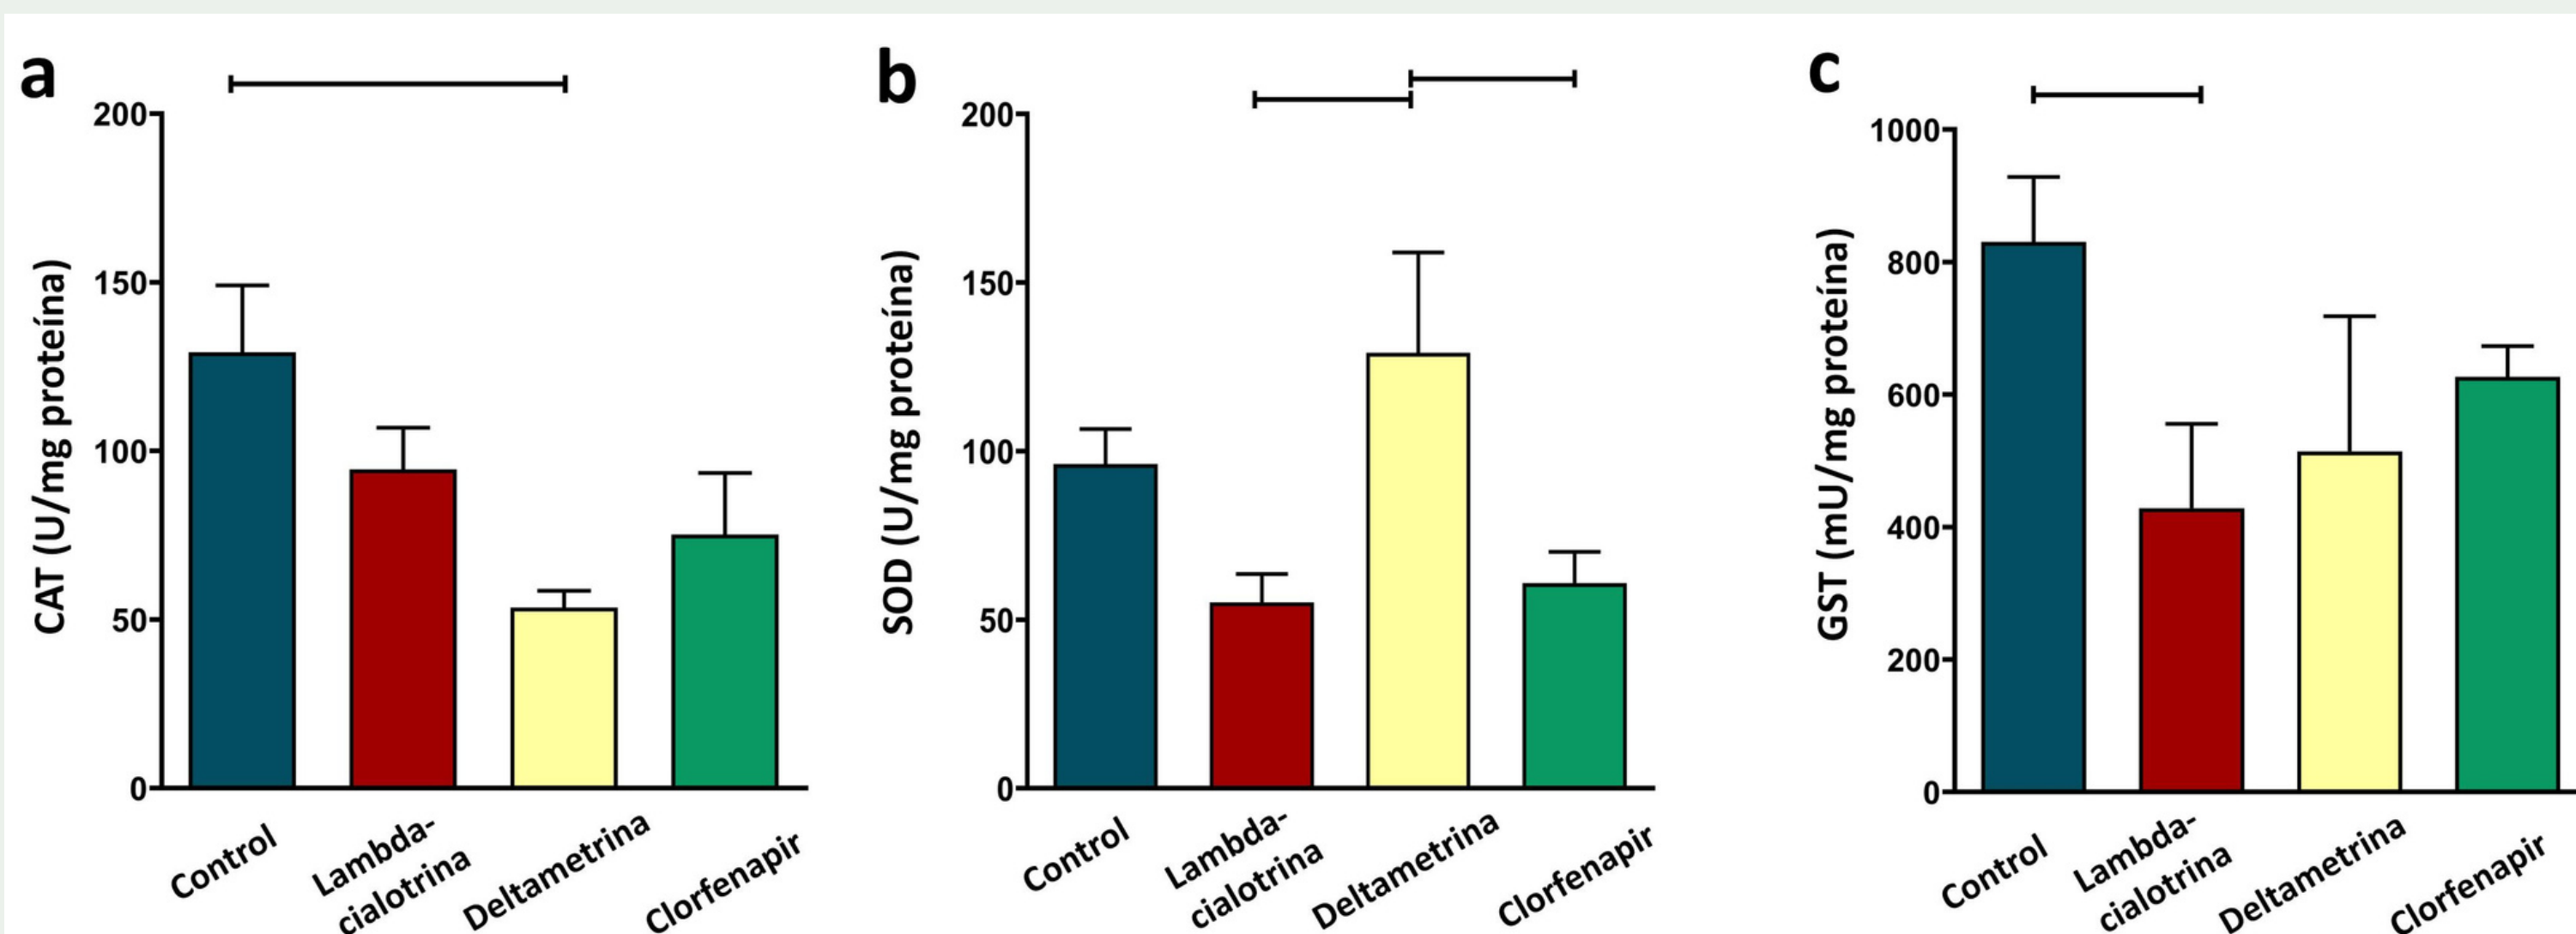 a
CAT (U/mg proteína)
200
150
100
50
0
Control
Lambda-
cialotrina
Deltametrina
Clorfenapir
b
SOD (U/mg proteína)
200
150
100
50
0
Control
Lambda-
cialotrina
Deltametrina
Clorfenapir
c
GST (mU/mg proteína)
1000
800
600
400
200
0
Control
Lambda-
cialotrina
Deltametrina
Clorfenapir